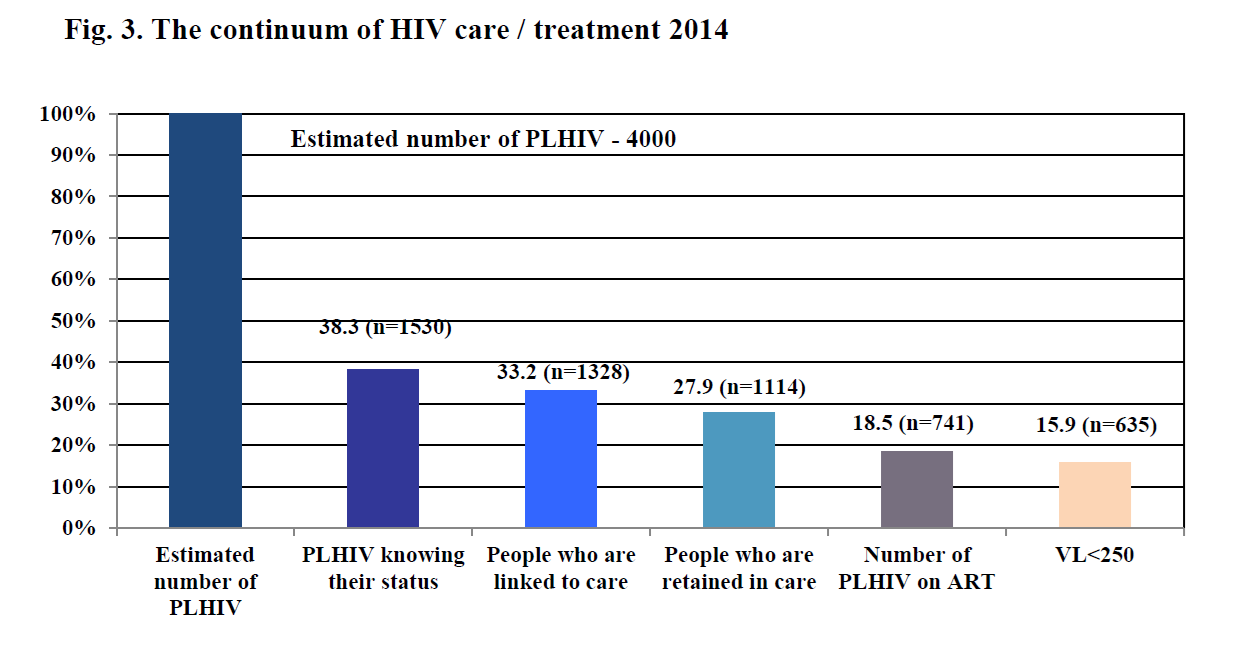 Fig. 3. The continuum of HIV care / treatment 2014
100%
Estimated number of PLHIV - 4000
90%
80%
70%
60%
50%
38.3 (n=1530)
40%
33.2 (n=1328)
27.9 (n=1114)
30%
18.5 (n=741)
15.9 (n=635)
20%
10%
0%
Estimated
number of
PLHIV
PLHIV knowing
their status
People who are
linked to care
People who are
retained in care
Number of
PLHIV on ART
VL<250